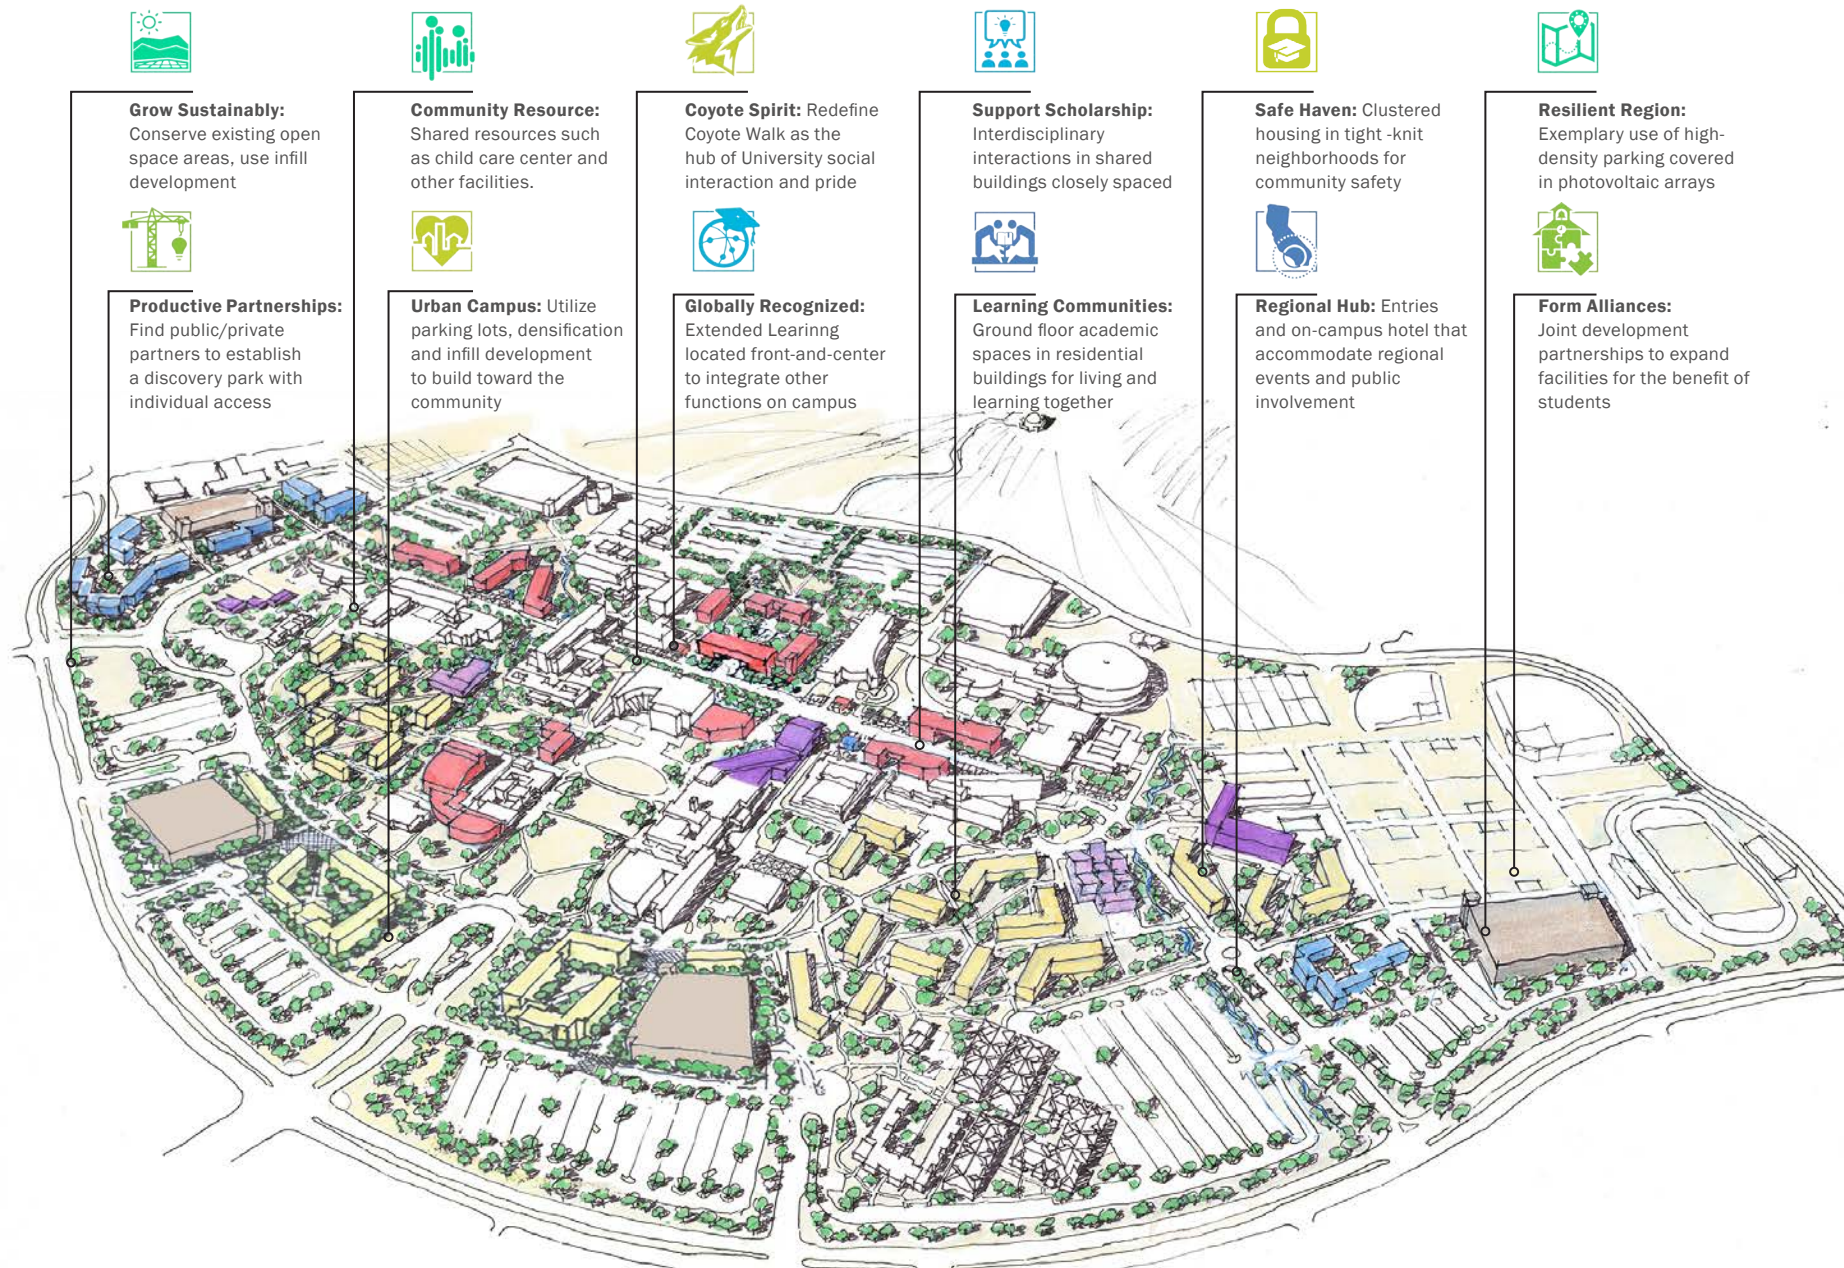 Grow Sustainably:
Conserve existing open
space areas, use infill
development
Community Resource:
Shared resources such
as child care center and
other facilities.
Coyote Spirit: Redefine
Coyote Walk as the
hub of University social
interaction and pride
Support Scholarship:
Interdisciplinary
interactions in shared
buildings closely spaced
Safe Haven: Clustered
housing in tight -knit
neighborhoods for
community safety
Resilient Region:
Exemplary use of high-
density parking covered
in photovoltaic arrays
Productive Partnerships:
Find public/private
partners to establish
a discovery park with
individual access
Urban Campus: Utilize
parking lots, densification
and infill development
to build toward the
community
Globally Recognized:
Extended Learinng
located front-and-center
to integrate other
functions on campus
Learning Communities:
Ground floor academic
spaces in residential
buildings for living and
learning together
Regional Hub: Entries
and on-campus hotel that
accommodate regional
events and public
involvement
Form Alliances:
Joint development
partnerships to expand
facilities for the benefit of
students